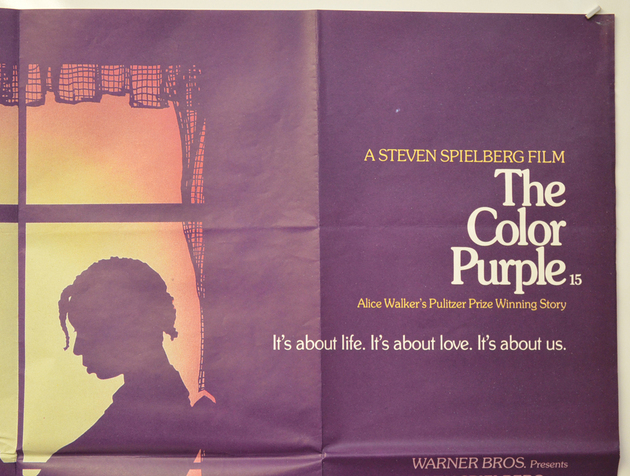 A STEVEN SPIELBERG FILM
The
Color
Purple 15
Alice Walker's Pulitzer Prize Winning Story
It's about life. It's about love. It's about us.
WARNER BROS. Presents